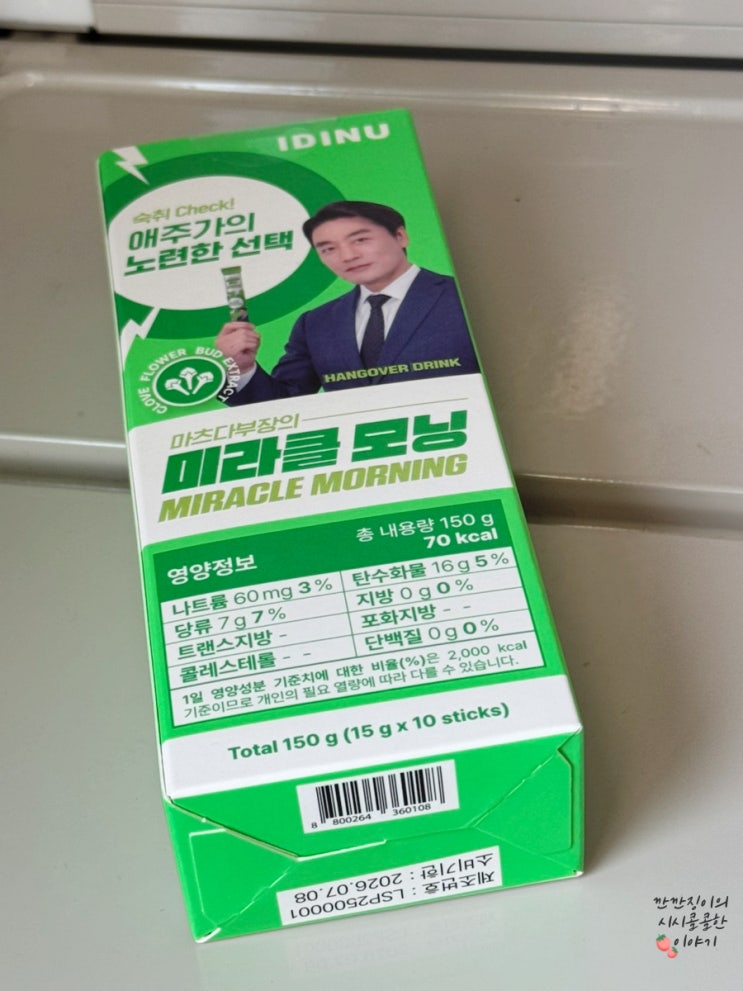 IDINU
숙취 Check!
애주가의
노련한 선택
CLOVE FLOWER BUD EXTRACT
HANGOVER DRINK
마츠다부장의
미라클 모닝
MIRACLE MORNING
영양정보
총 내용량 150 g
70 kcal
나트륨 60 mg 3 % 탄수화물 16 g 5 %
당류 7 g 7 % 지방 0 g 0 %
트랜스지방 - 포화지방 - -
콜레스테롤 - - 단백질 0 g 0 %
1일 영양성분 기준치에 대한 비율(%)은 2,000 kcal
기준이므로 개인의 필요 열량에 따라 다를 수 있습니다.
Total 150 g (15 g x 10 sticks)
8 800264 360108
제조번호 : LSP2500001
소비기한 : 2026.07.08
깐깐징이의
시시콜콜한
이야기